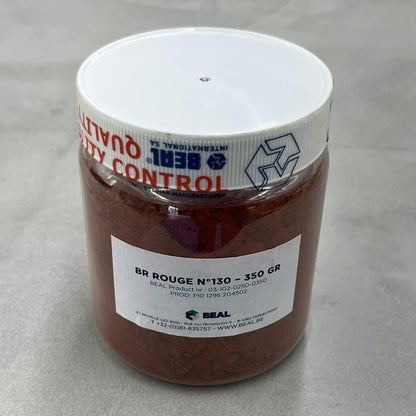 QUALIT
QUALITY CONTROL
BEAL®
INTERNATIONAL SA
MANUFACTURER
BR ROUGE N°130 – 350 GR
BEAL Product nr.: 03-102-0250-0350
PROD: P10 1296 204502
BEAL
T +32-(0)81-835757 - WWW.BEAL.BE